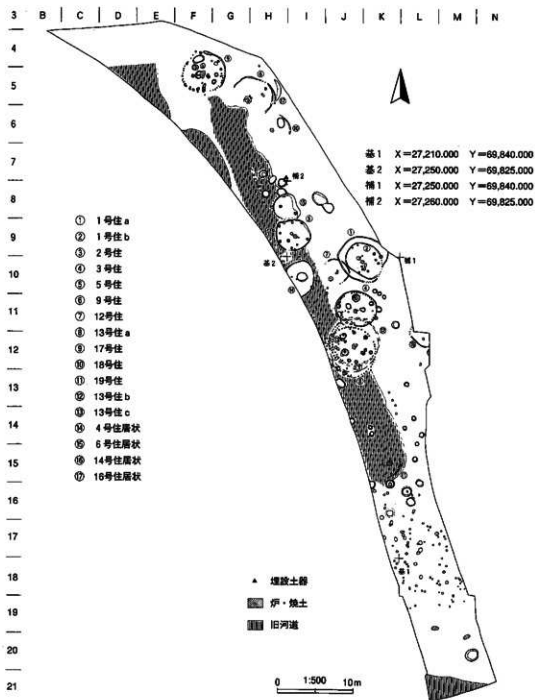 3 B C D E F G H I J K L M N
4
5
6
7
8
9
10
11
12
13
14
15
16
17
18
19
20
21
基1 X=27,210.000 Y=69,840.000
基2 X=27,250.000 Y=69,825.000
補1 X=27,250.000 Y=69,840.000
補2 X=27,260.000 Y=69,825.000
① 1号住a
② 1号住b
③ 2号住
④ 3号住
⑤ 5号住
⑥ 9号住
⑦ 12号住
⑧ 13号住a
⑨ 17号住
⑩ 18号住
⑪ 19号住
⑫ 13号住b
⑬ 13号住c
⑭ 4号住居状
⑮ 6号住居状
⑯ 14号住居状
⑰ 16号住居状
補2
補1
基2
基1
▲ 埋設土器
炉・焼土
旧河道
0 1:500 10m